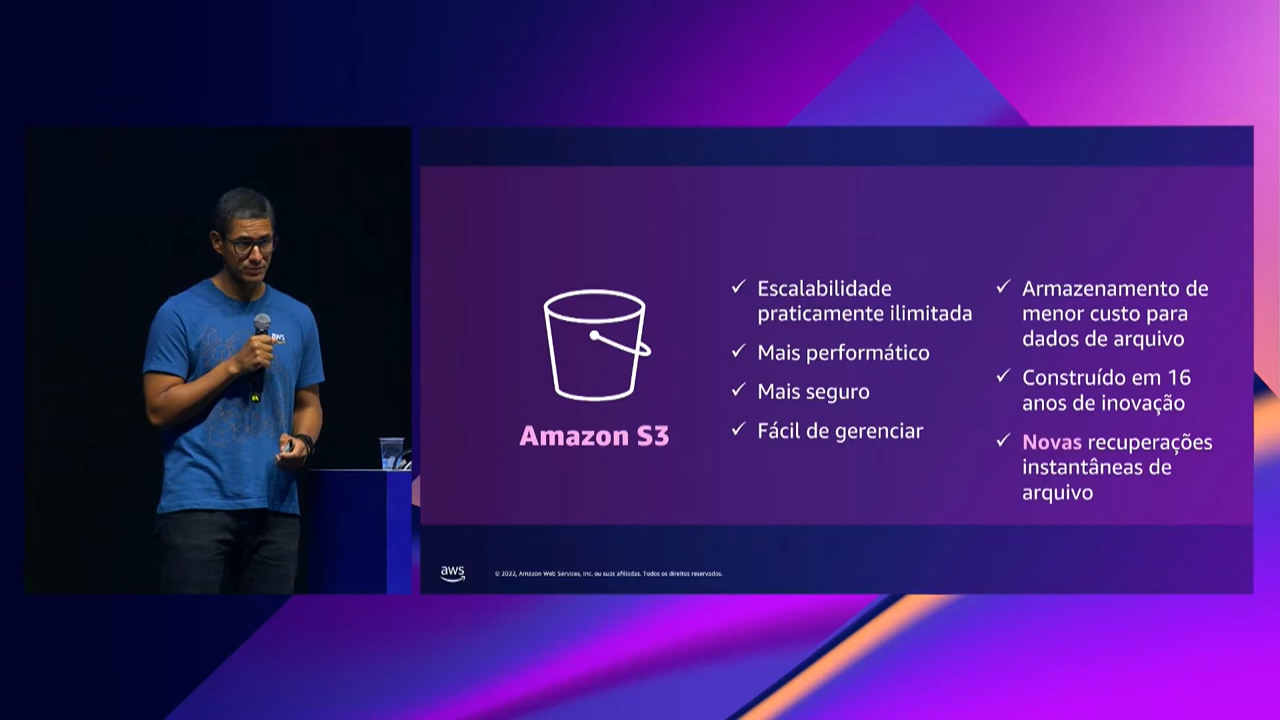 aws
Amazon S3
✓ Escalabilidade
praticamente ilimitada
✓ Mais performático
✓ Mais seguro
✓ Fácil de gerenciar
✓ Armazenamento de
menor custo para
dados de arquivo
✓ Construído em 16
anos de inovação
✓ Novas recuperações
instantâneas de
arquivo
aws
© 2022, Amazon Web Services, Inc. ou suas afiliadas. Todos os direitos reservados.